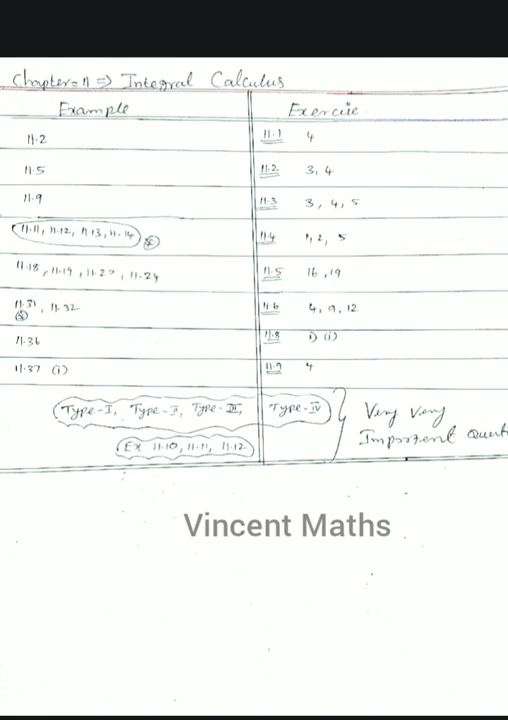 Chapter=11 => Integral Calculus
Example Exercise
11.2 11.1 4
11.5 11.2 3, 4
11.9 11.3 3, 4, 5
11.11, 11.12, 11.13, 11.14 11.4 1, 2, 5
11.18, 11.19, 11.20, 11.24 11.5 16, 19
11.31, 11.32 11.6 4, 9, 12
11.36 11.8 1) (i)
11.37 (i) 11.9 4
Type-I, Type-II, Type-III, Type-IV } Very Very
Ex 11.10, 11.11, 11.12 Important
Vincent Maths